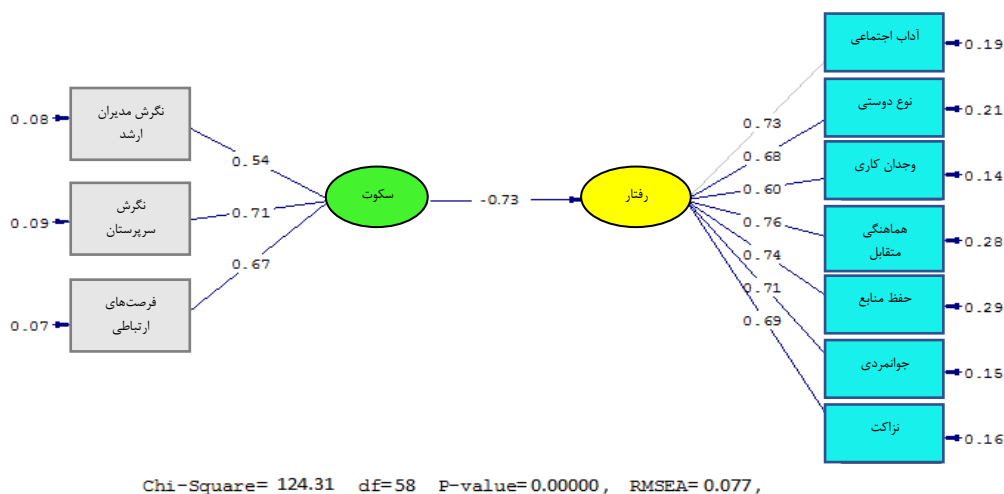 آداب اجتماعی
0.19
نگرش مدیران
ارشد
0.08
نوع دوستی
0.21
0.73
0.54
0.68
وجدان کاری
0.14
0.60
سکوت
-0.73
رفتار
نگرش
سرپرستان
0.09
0.71
0.76
هماهنگی
متقابل
0.28
0.67
0.74
0.71
حفظ منابع
0.29
فرصت‌های
ارتباطی
0.07
0.69
جوانمردی
0.15
نزاکت
0.16
Chi-Square= 124.31 df=58 P-value=0.00000, RMSEA=0.077,